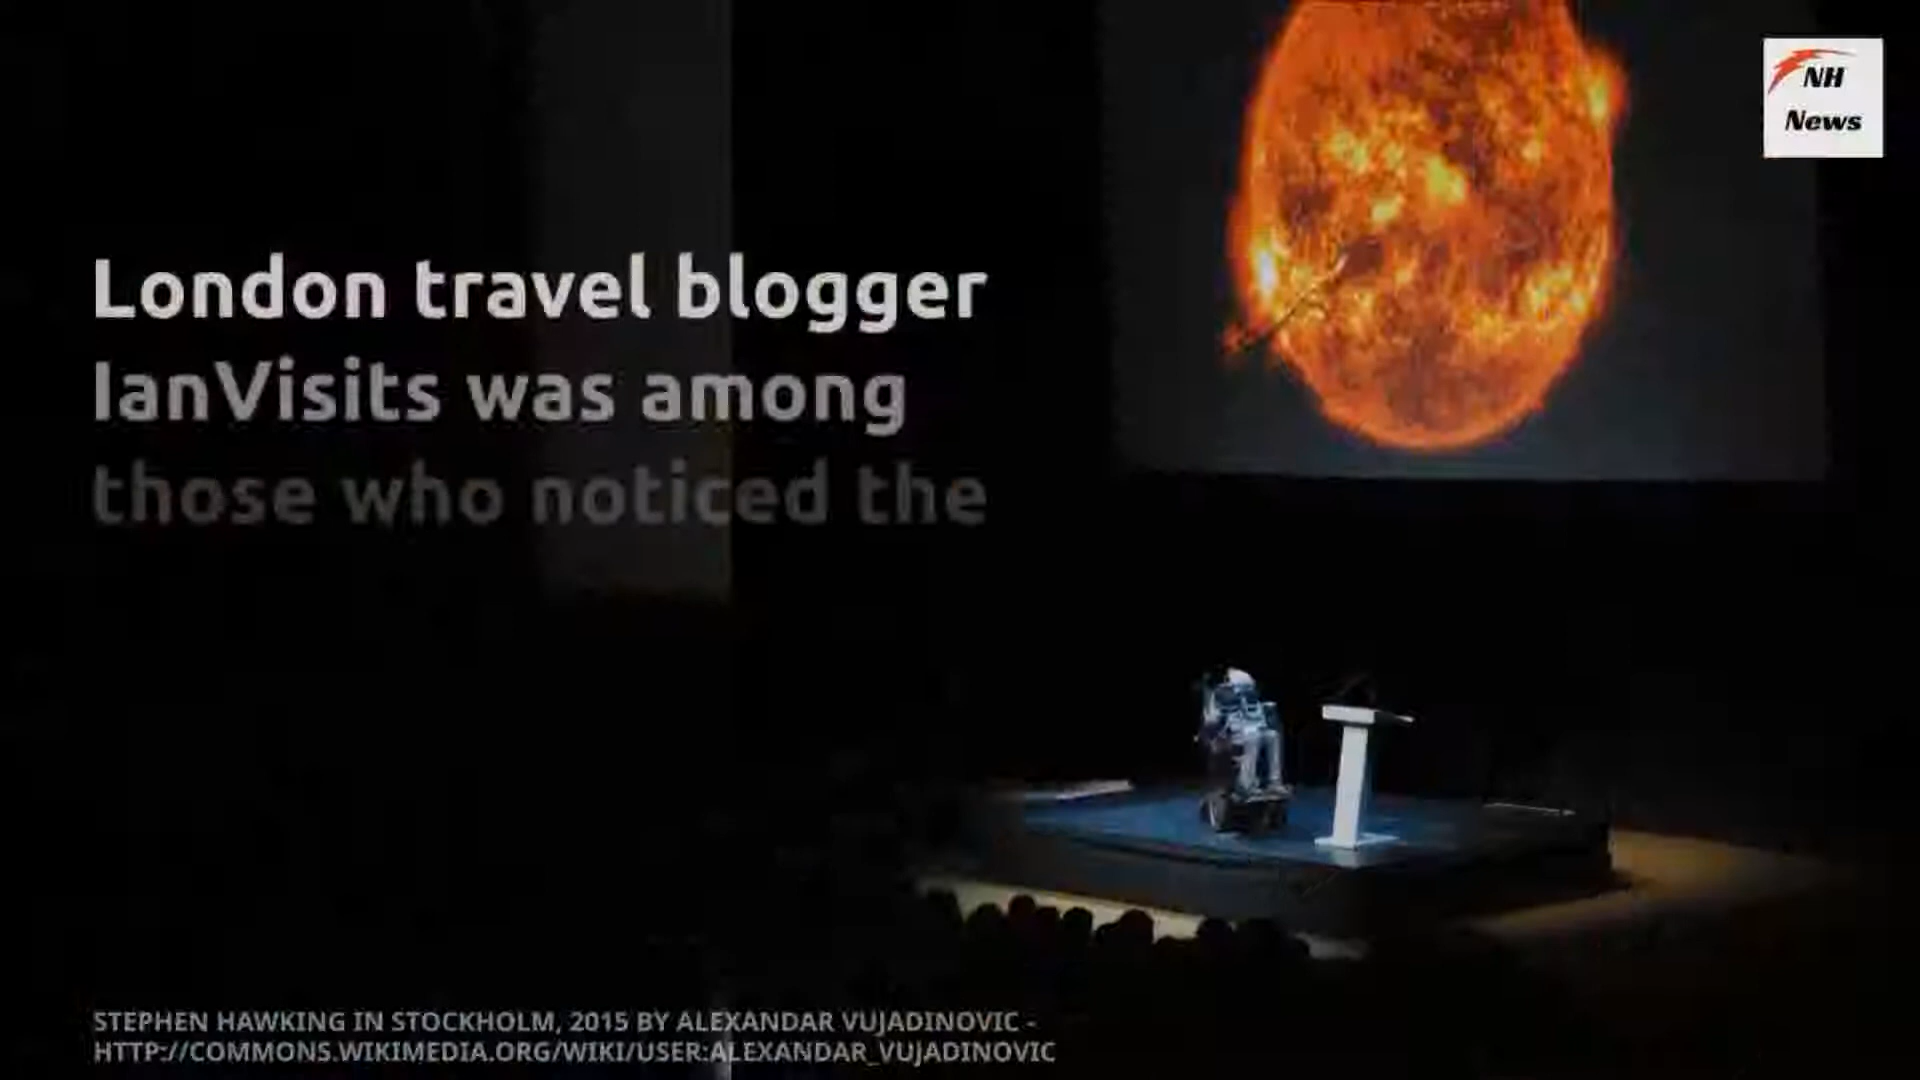 NH
News
London travel blogger
IanVisits was among
those who noticed the
STEPHEN HAWKING IN STOCKHOLM, 2015 BY ALEXANDAR VUJADINOVIC -
HTTP://COMMONS.WIKIMEDIA.ORG/WIKI/USER:ALEXANDAR_VUJADINOVIC